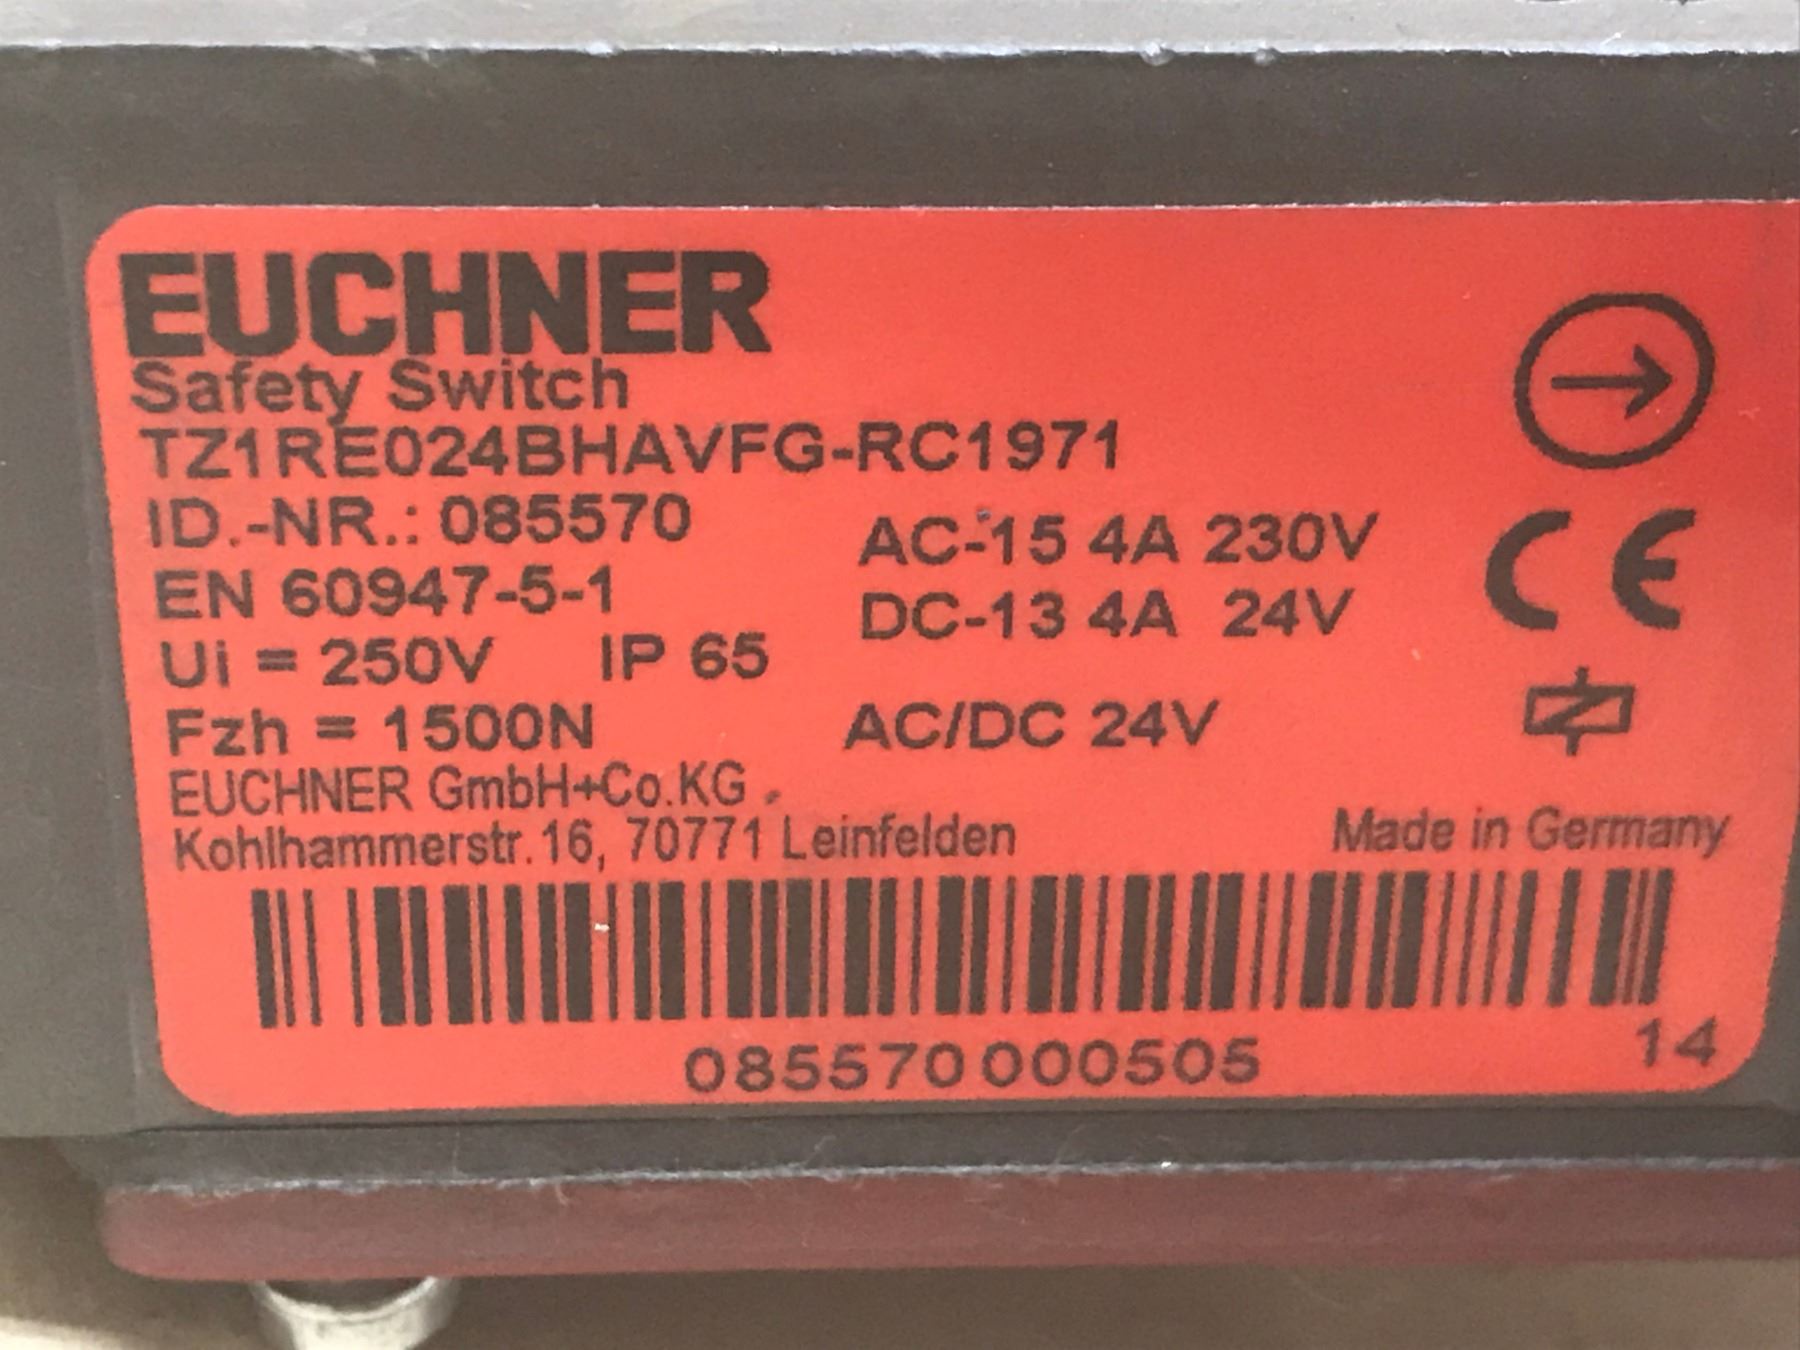 EUCHNER
Safety Switch
TZ1RE024BHAVFG-RC1971
ID.-NR.: 085570
AC-15 4A 230V
EN 60947-5-1
DC-13 4A 24V
Ui = 250V IP 65
Fzh = 1500N
AC/DC 24V
EUCHNER GmbH+Co.KG
Kohlhammerstr.16, 70771 Leinfelden
Made in Germany
CE
085570000505
14